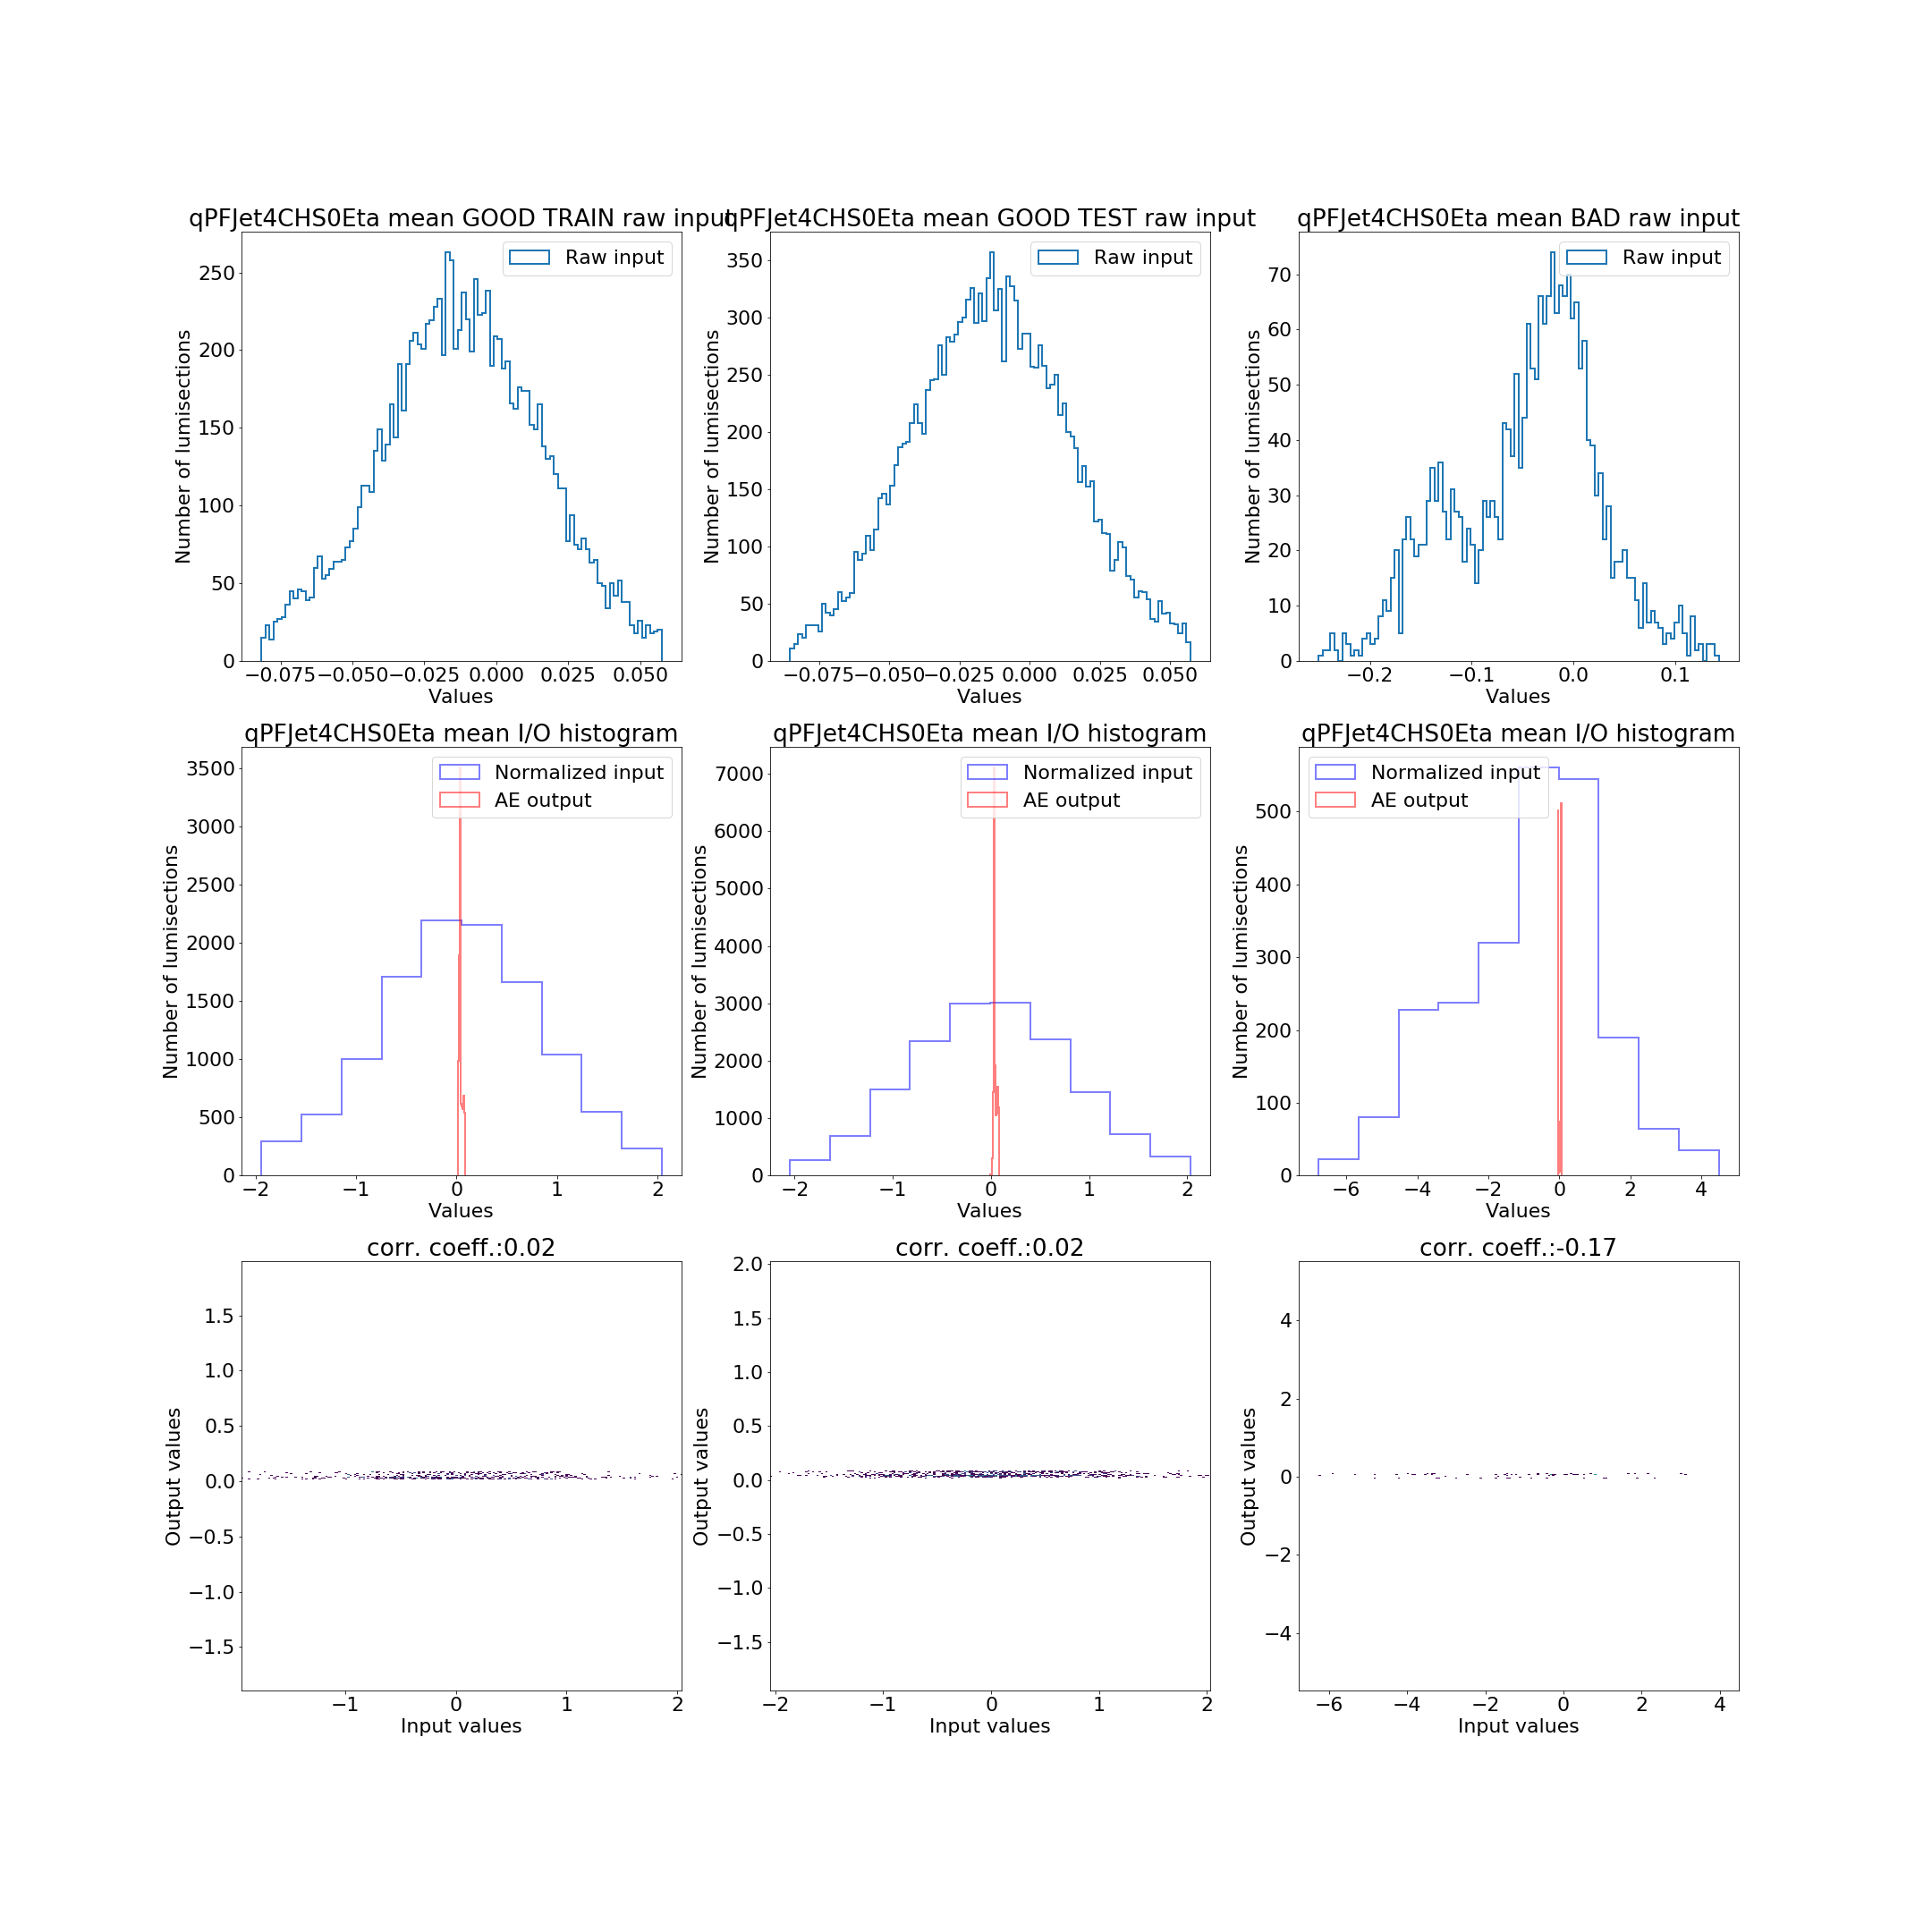 qPFJet4CHS0Eta mean GOOD TRAIN raw input
Raw input
250
200
150
100
50
0
Number of lumisections
−0.075 −0.050 −0.025 0.000 0.025 0.050
Values
qPFJet4CHS0Eta mean GOOD TEST raw input
Raw input
350
300
250
200
150
100
50
0
Number of lumisections
−0.075 −0.050 −0.025 0.000 0.025 0.050
Values
qPFJet4CHS0Eta mean BAD raw input
Raw input
70
60
50
40
30
20
10
0
Number of lumisections
−0.2 −0.1 0.0 0.1
Values
qPFJet4CHS0Eta mean I/O histogram
Normalized input
AE output
3500
3000
2500
2000
1500
1000
500
0
Number of lumisections
−2 −1 0 1 2
Values
qPFJet4CHS0Eta mean I/O histogram
Normalized input
AE output
7000
6000
5000
4000
3000
2000
1000
0
Number of lumisections
−2 −1 0 1 2
Values
qPFJet4CHS0Eta mean I/O histogram
Normalized input
AE output
500
400
300
200
100
0
Number of lumisections
−6 −4 −2 0 2 4
Values
corr. coeff.:0.02
1.5
1.0
0.5
0.0
−0.5
−1.0
−1.5
Output values
−1 0 1 2
Input values
corr. coeff.:0.02
2.0
1.5
1.0
0.5
0.0
−0.5
−1.0
−1.5
Output values
−2 −1 0 1 2
Input values
corr. coeff.:-0.17
4
2
0
−2
−4
Output values
−6 −4 −2 0 2 4
Input values